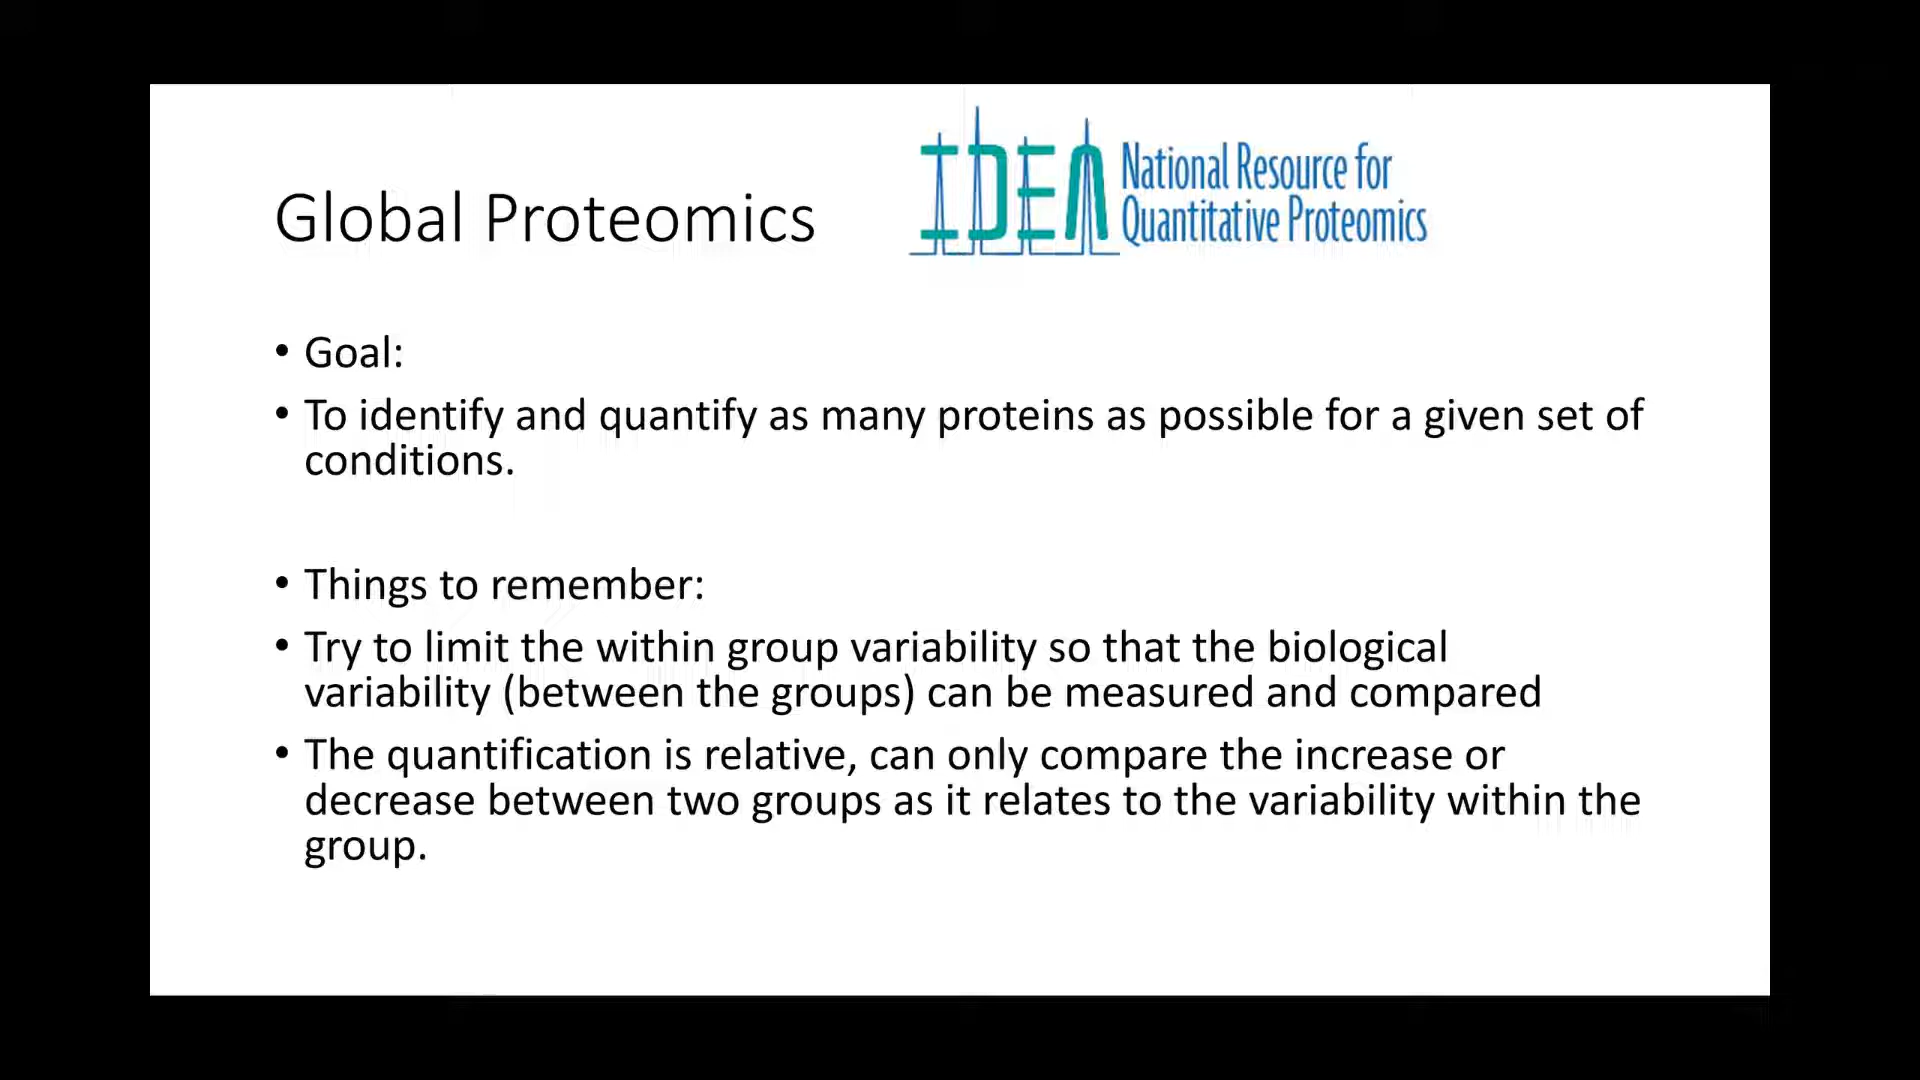 Global Proteomics
IDEA
National Resource for
Quantitative Proteomics
• Goal:
• To identify and quantify as many proteins as possible for a given set of
conditions.
• Things to remember:
• Try to limit the within group variability so that the biological
variability (between the groups) can be measured and compared
• The quantification is relative, can only compare the increase or
decrease between two groups as it relates to the variability within the
group.